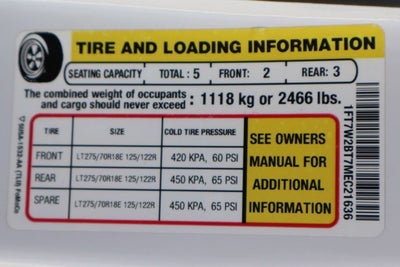 TIRE AND LOADING INFORMATION
SEATING CAPACITY TOTAL : 5 FRONT: 2 REAR: 3
The combined weight of occupants and cargo should never exceed : 1118 kg or 2466 lbs.
TIRE SIZE COLD TIRE PRESSURE
FRONT LT275/70R18E 125/122R 420 KPA, 60 PSI
REAR LT275/70R18E 125/122R 450 KPA, 65 PSI
SPARE LT275/70R18E 125/122R 450 KPA, 65 PSI
SEE OWNERS
MANUAL FOR
ADDITIONAL
INFORMATION
1FT7W2BT7MEC21636